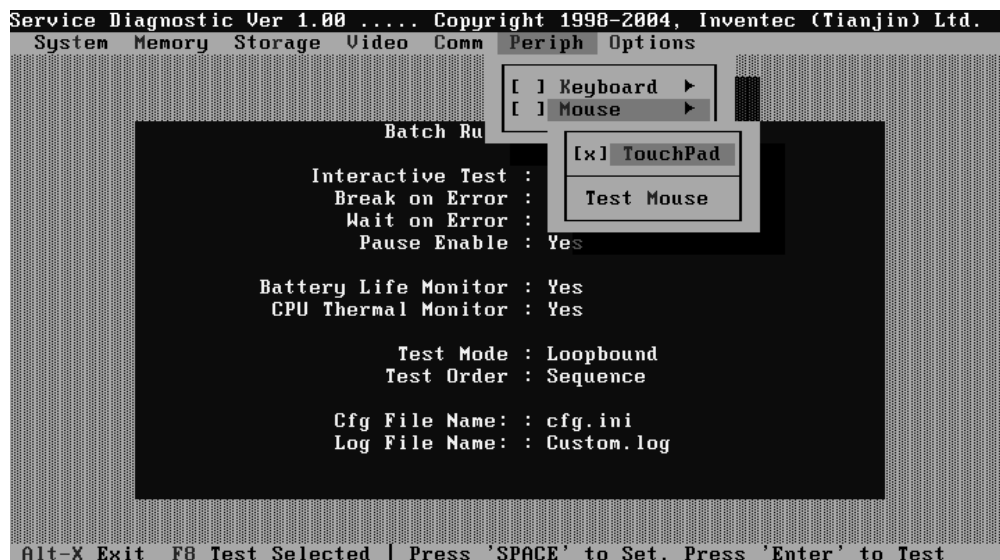 Service Diagnostic Ver 1.00 ..... Copyright 1998-2004, Inventec (Tianjin) Ltd.
System Memory Storage Video Comm Periph Options
[ ] Keyboard ►
[ ] Mouse ►
Batch Ru
[x] TouchPad
Test Mouse
Interactive Test :
Break on Error :
Wait on Error :
Pause Enable : Yes
Battery Life Monitor : Yes
CPU Thermal Monitor : Yes
Test Mode : Loopbound
Test Order : Sequence
Cfg File Name: : cfg.ini
Log File Name: : Custom.log
Alt-X Exit F8 Test Selected | Press 'SPACE' to Set, Press 'Enter' to Test